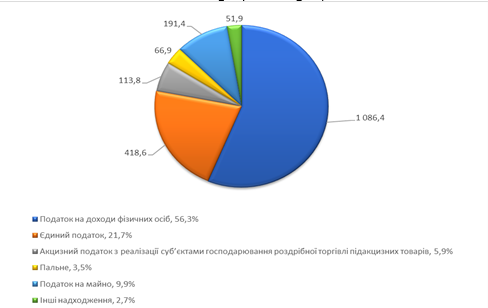 51,9
191,4
66,9
113,8
1 086,4
418,6
Податок на доходи фізичних осіб, 56,3%
Єдиний податок, 21,7%
Акцизний податок з реалізації суб’єктами господарювання роздрібної торгівлі підакцизних товарів, 5,9%
Пальне, 3,5%
Податок на майно, 9,9%
Інші надходження, 2,7%